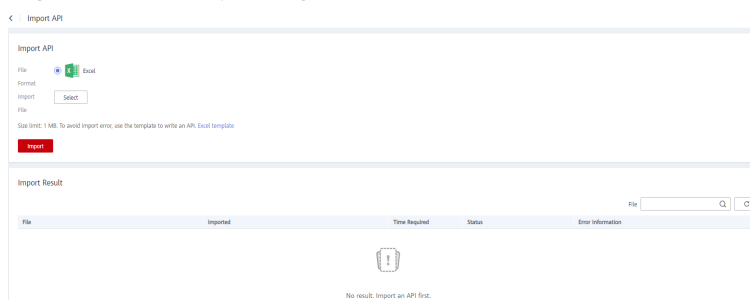 Import API
Import API
File Format
Excel
Import File
Select
Size limit: 1 MB. To avoid import error, use the template to write an API. Excel template
Import
Import Result
File
File Imported Time Required Status Error Information
No result. Import an API first.